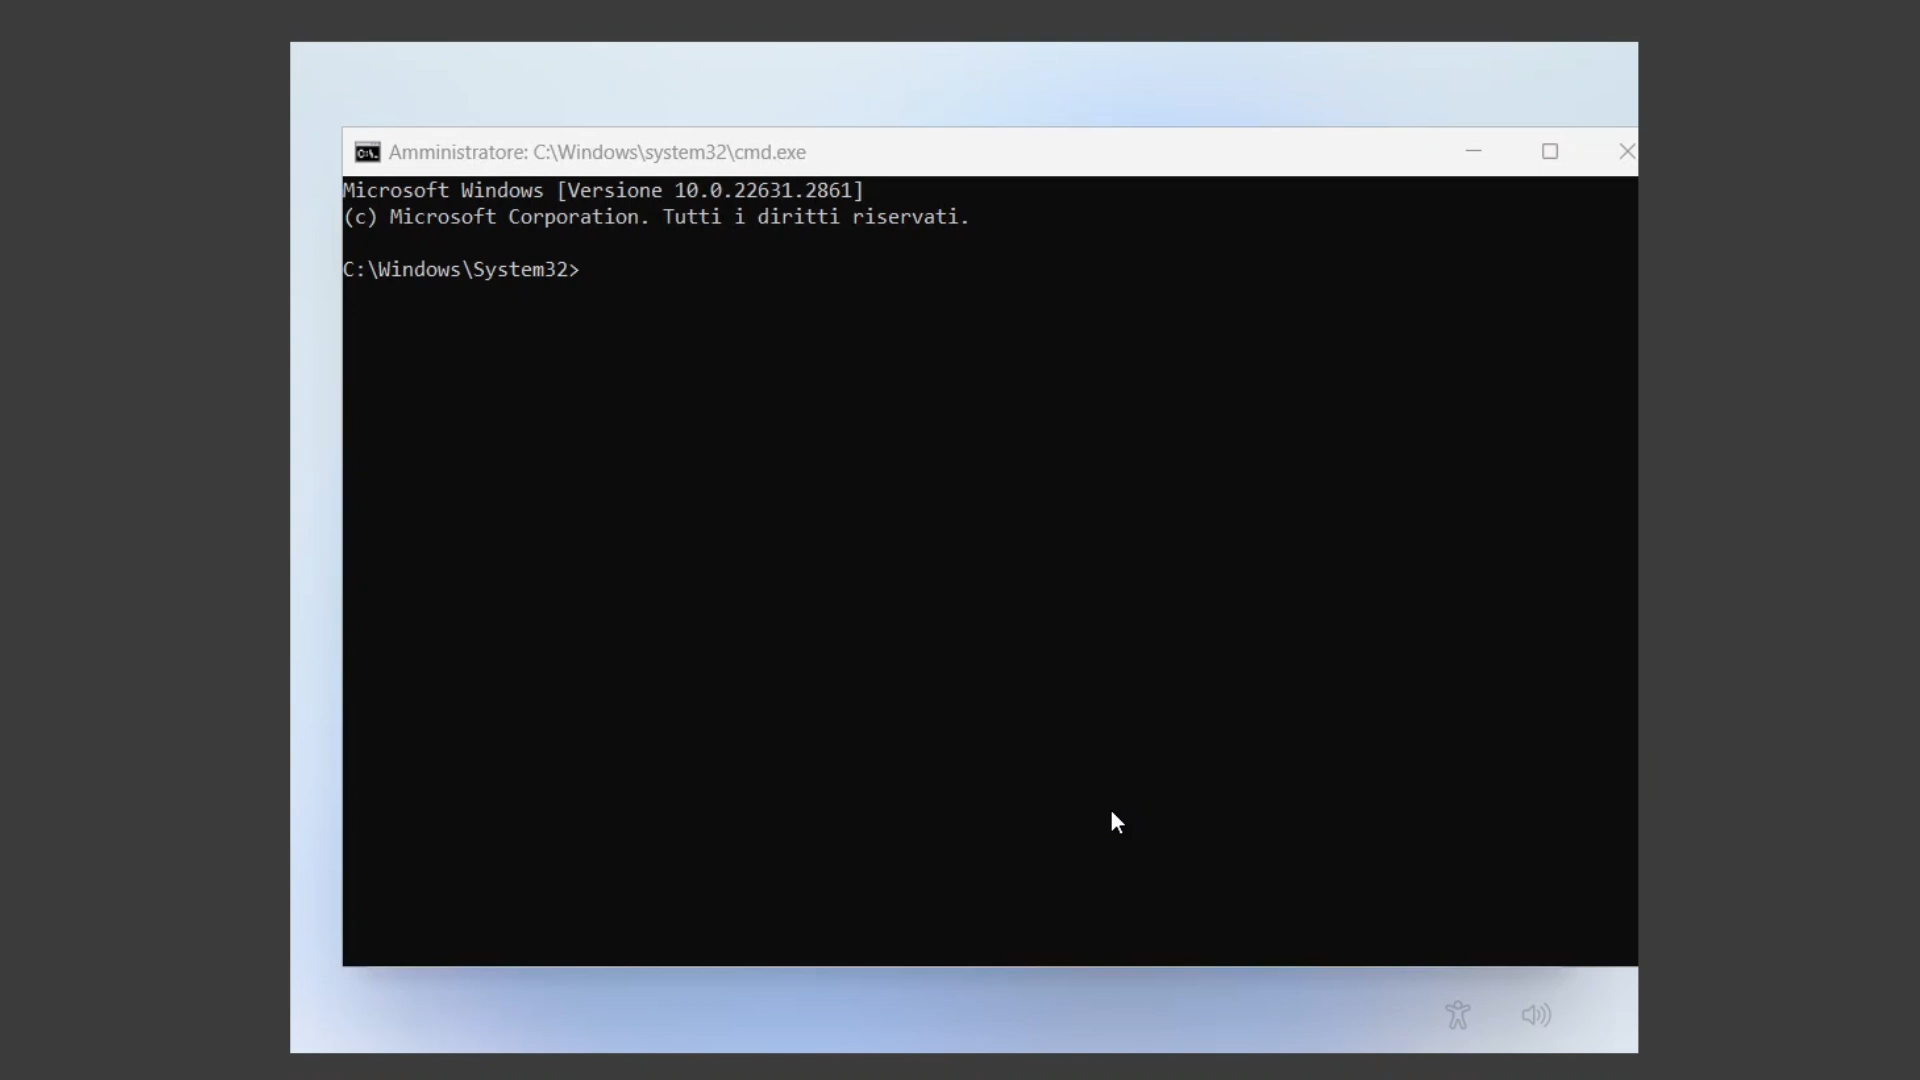 Amministratore: C:\Windows\system32\cmd.exe
Microsoft Windows [Versione 10.0.22631.2861]
(c) Microsoft Corporation. Tutti i diritti riservati.
C:\Windows\System32>